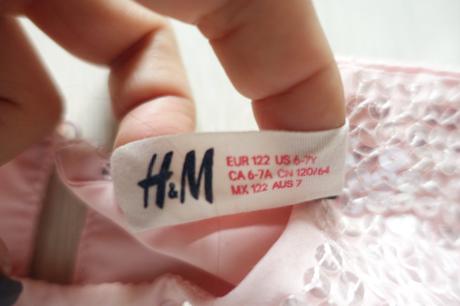 H&M
EUR 122 US 6-7Y
CA 6-7A CN 120/64
MX 122 AUS 7